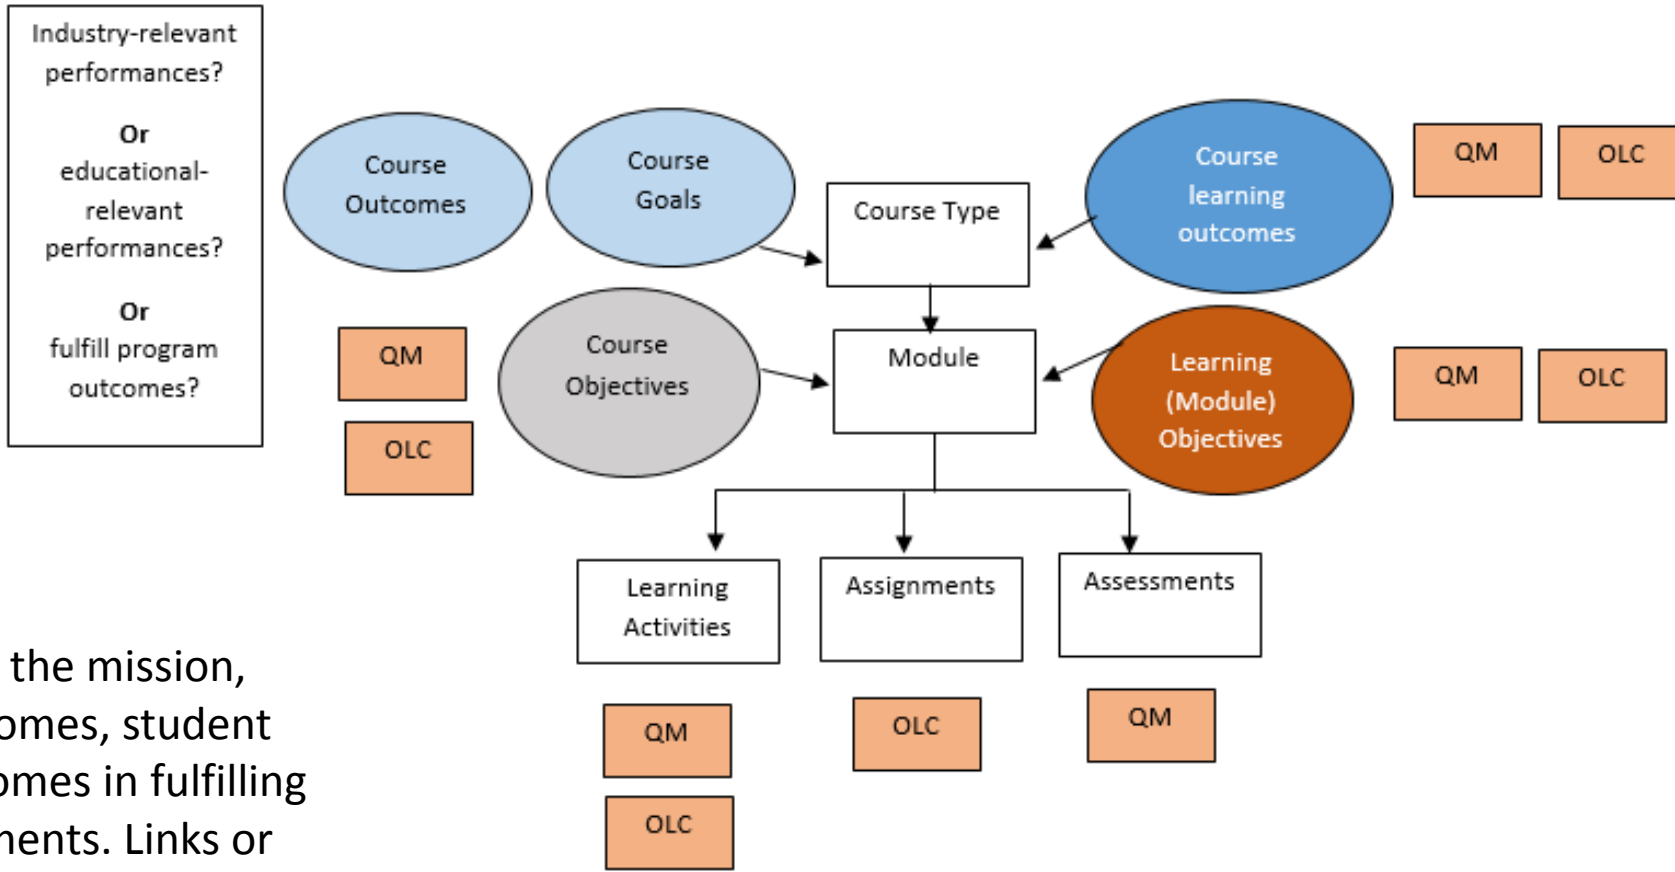 Industry-relevant
performances?
Or
educational-
relevant
performances?
Or
fulfill program
outcomes?
Course
Outcomes
Course
Goals
Course Type
Course
learning
outcomes
QM
OLC
QM
OLC
Course
Objectives
Module
Learning
(Module)
Objectives
QM
OLC
Learning
Activities
Assignments
Assessments
QM
OLC
OLC
QM
the mission,
omes, student
omes in fulfilling
nents. Links or